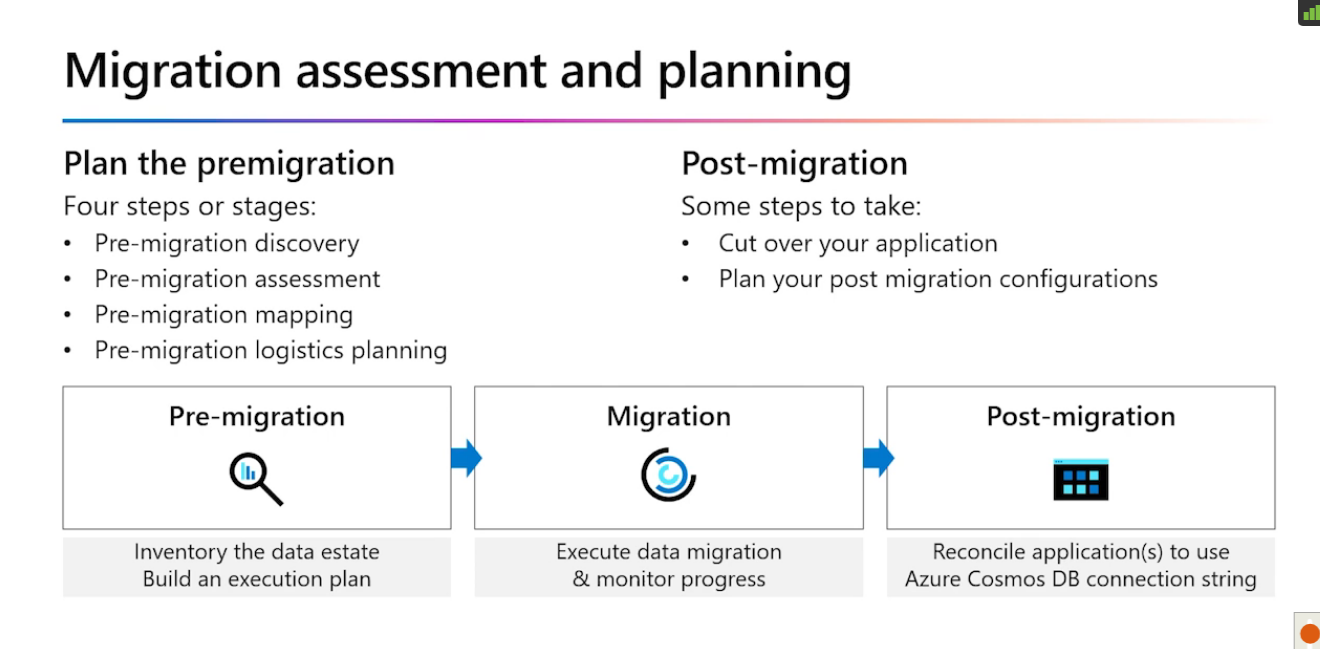 Migration assessment and planning
Plan the premigration
Four steps or stages:
• Pre-migration discovery
• Pre-migration assessment
• Pre-migration mapping
• Pre-migration logistics planning
Post-migration
Some steps to take:
• Cut over your application
• Plan your post migration configurations
Pre-migration
Inventory the data estate
Build an execution plan
Migration
Execute data migration
& monitor progress
Post-migration
Reconcile application(s) to use
Azure Cosmos DB connection string